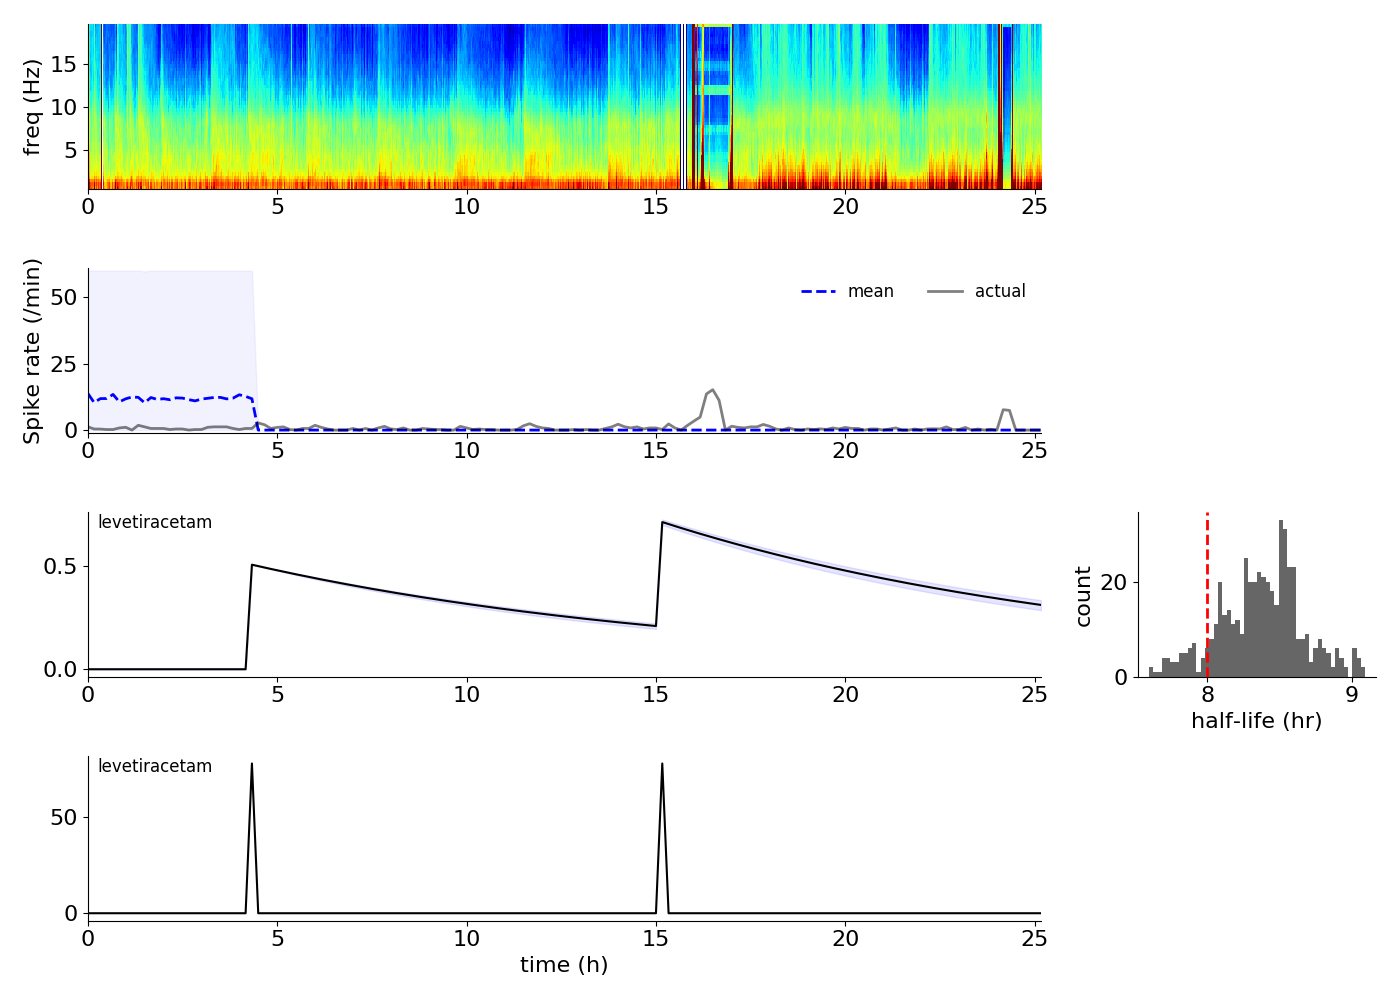 freq (Hz)
15
10
5
0 5 10 15 20 25
Spike rate (/min)
50
25
0
mean actual
0 5 10 15 20 25
levetiracetam
0.5
0.0
0 5 10 15 20 25
count
20
0
8 9
half-life (hr)
levetiracetam
50
0
0 5 10 15 20 25
time (h)